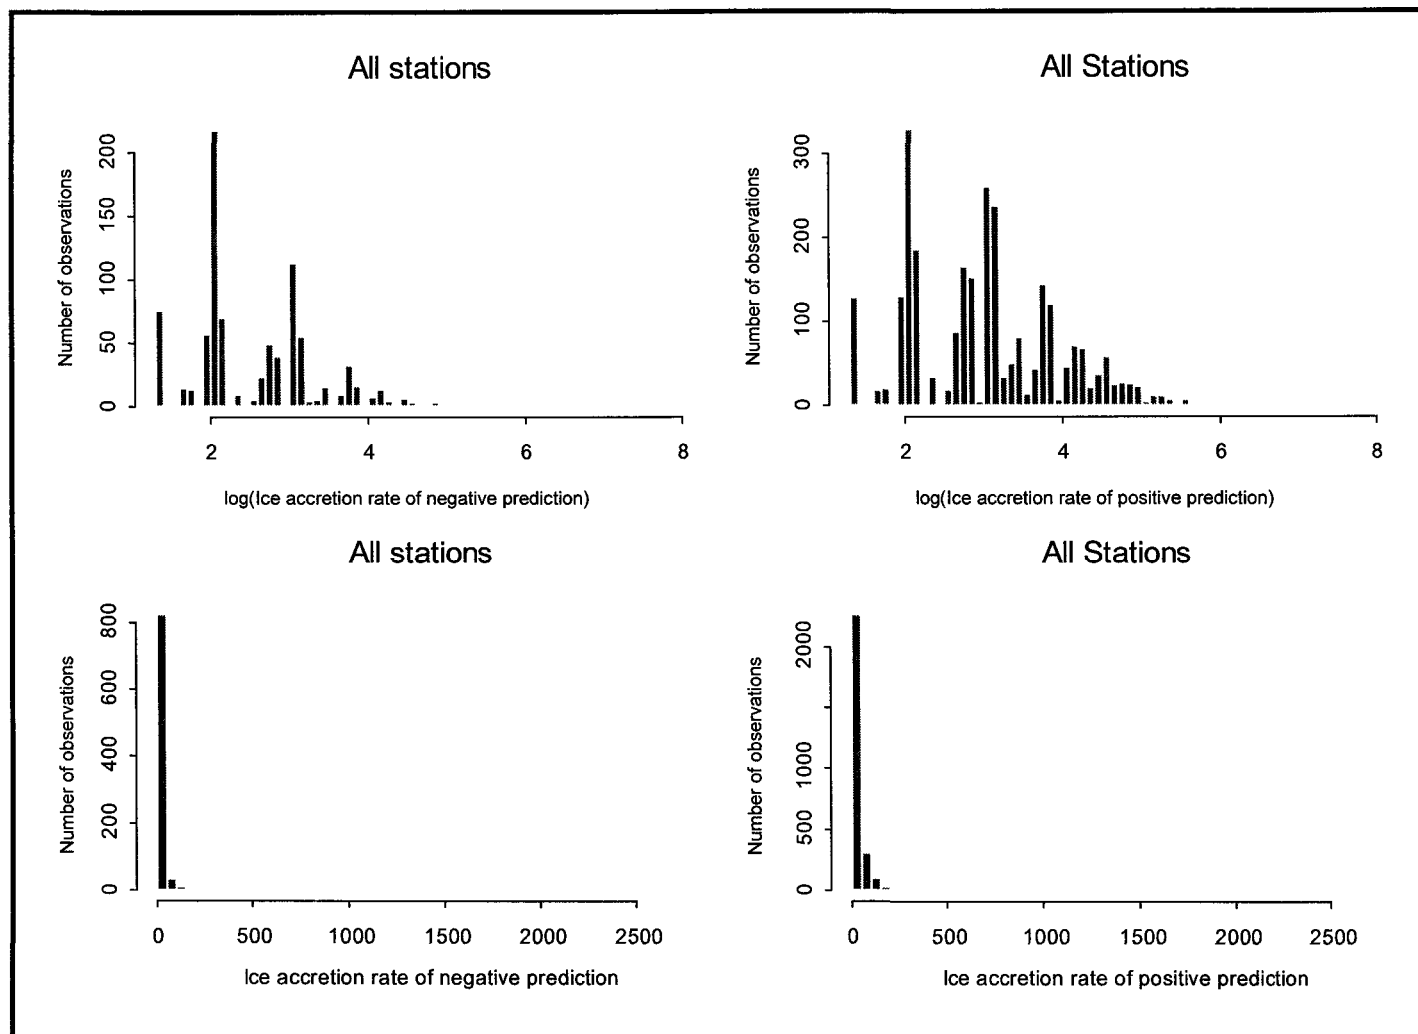 All stations
Number of observations
200
150
100
50
0
2 4 6 8
log(Ice accretion rate of negative prediction)
All Stations
Number of observations
300
200
100
0
2 4 6 8
log(Ice accretion rate of positive prediction)
All stations
Number of observations
800
600
400
200
0
0 500 1000 1500 2000 2500
Ice accretion rate of negative prediction
All Stations
Number of observations
2000
1000
500
0
0 500 1000 1500 2000 2500
Ice accretion rate of positive prediction